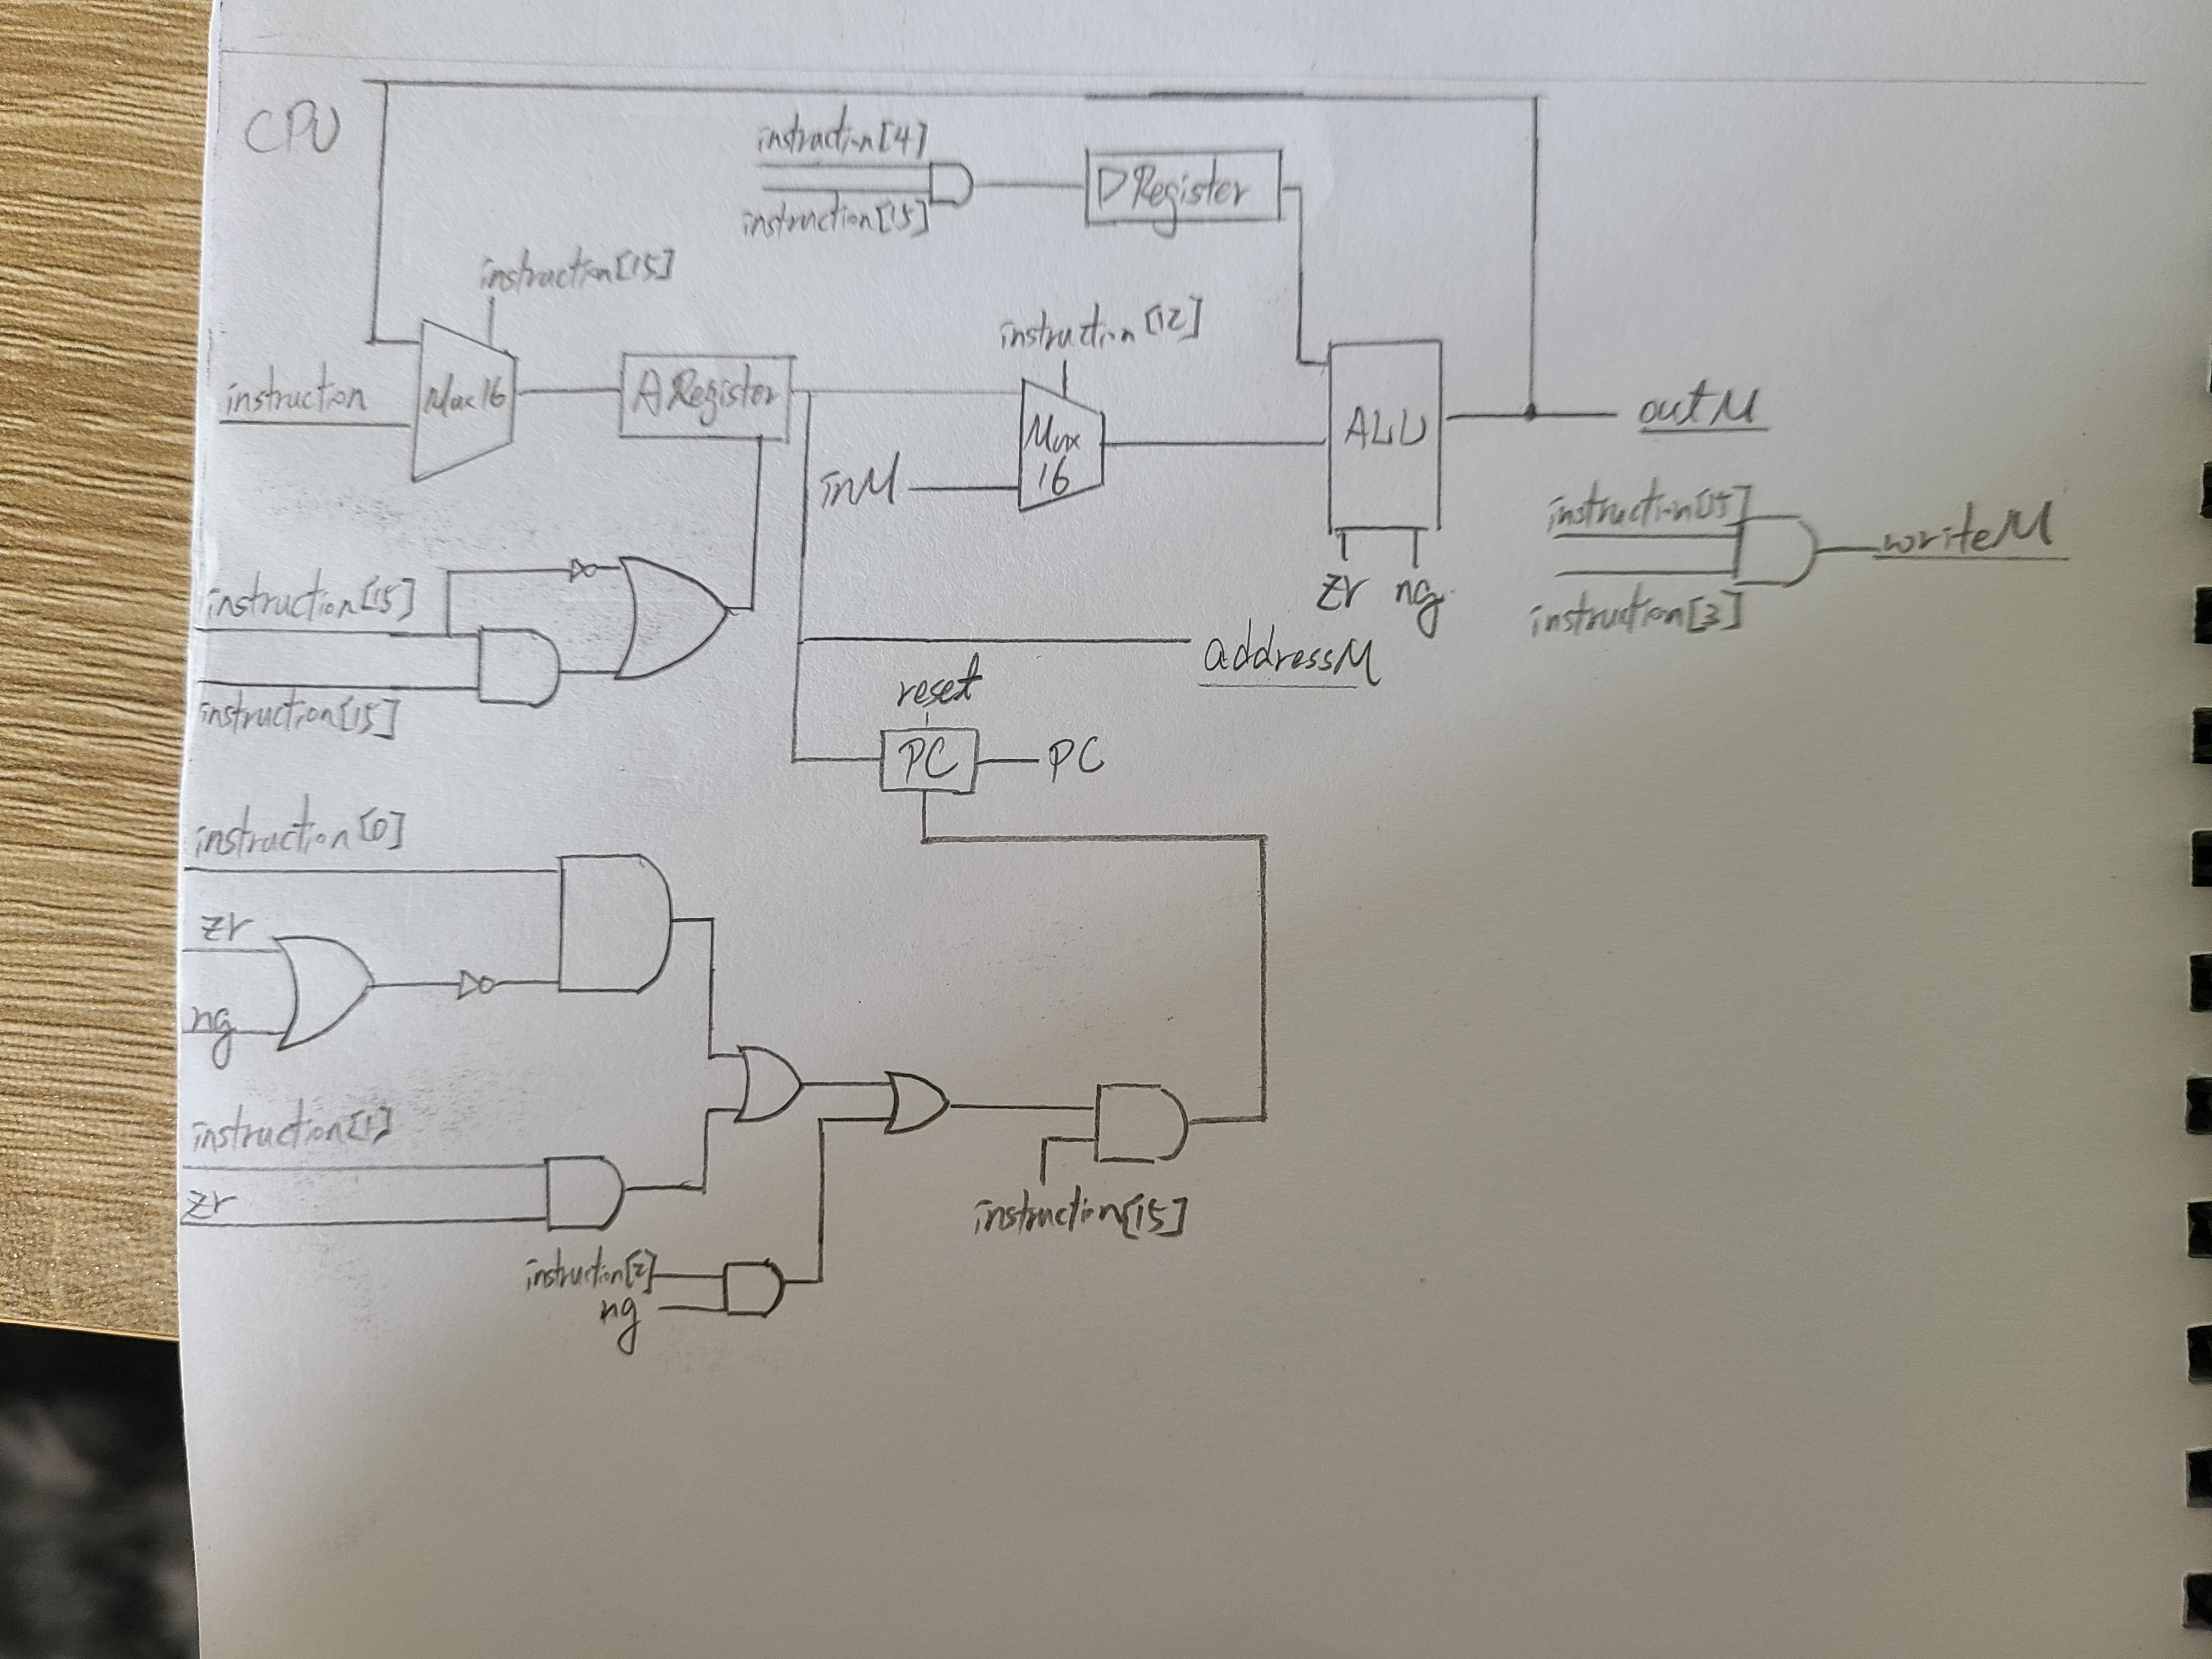 CPU
instraction[4]
instruction[15]
D Register
instruction[15]
instruction[12]
instruction
Mux16
A Register
Mux
16
inM
ALU
outM
zr ng
instruction[15]
writeM
instruction[3]
instruction[15]
instruction[15]
addressM
reset
PC
PC
instruction[0]
zr
ng
instruction[1]
zr
instruction[15]
instruction[2]
ng